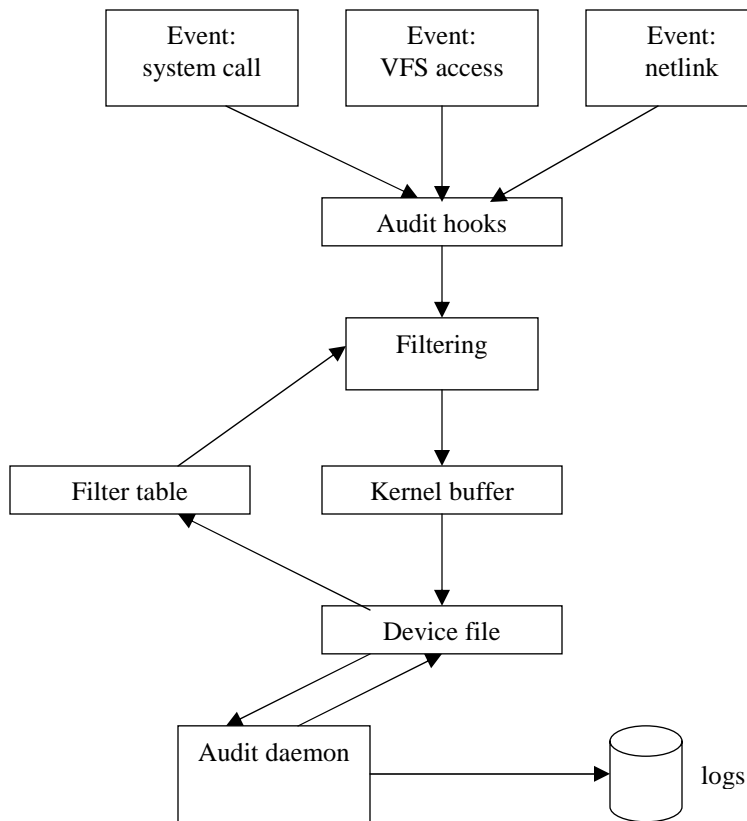 Event:
system call
Event:
VFS access
Event:
netlink
Audit hooks
Filtering
Filter table
Kernel buffer
Device file
Audit daemon
logs